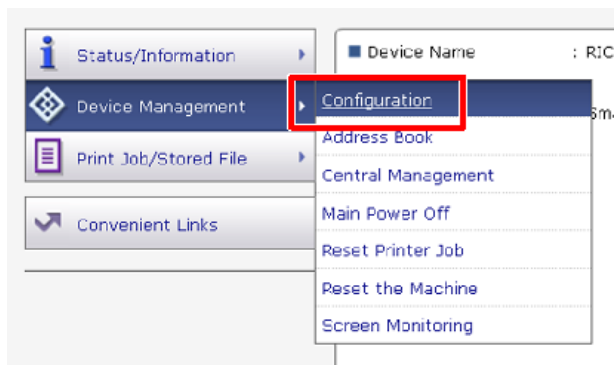 Status/Information
Device Name : RIC
Device Management
Configuration
Address Book
Print Job/Stored File
Central Management
Main Power Off
Convenient Links
Reset Printer Job
Reset the Machine
Screen Monitoring